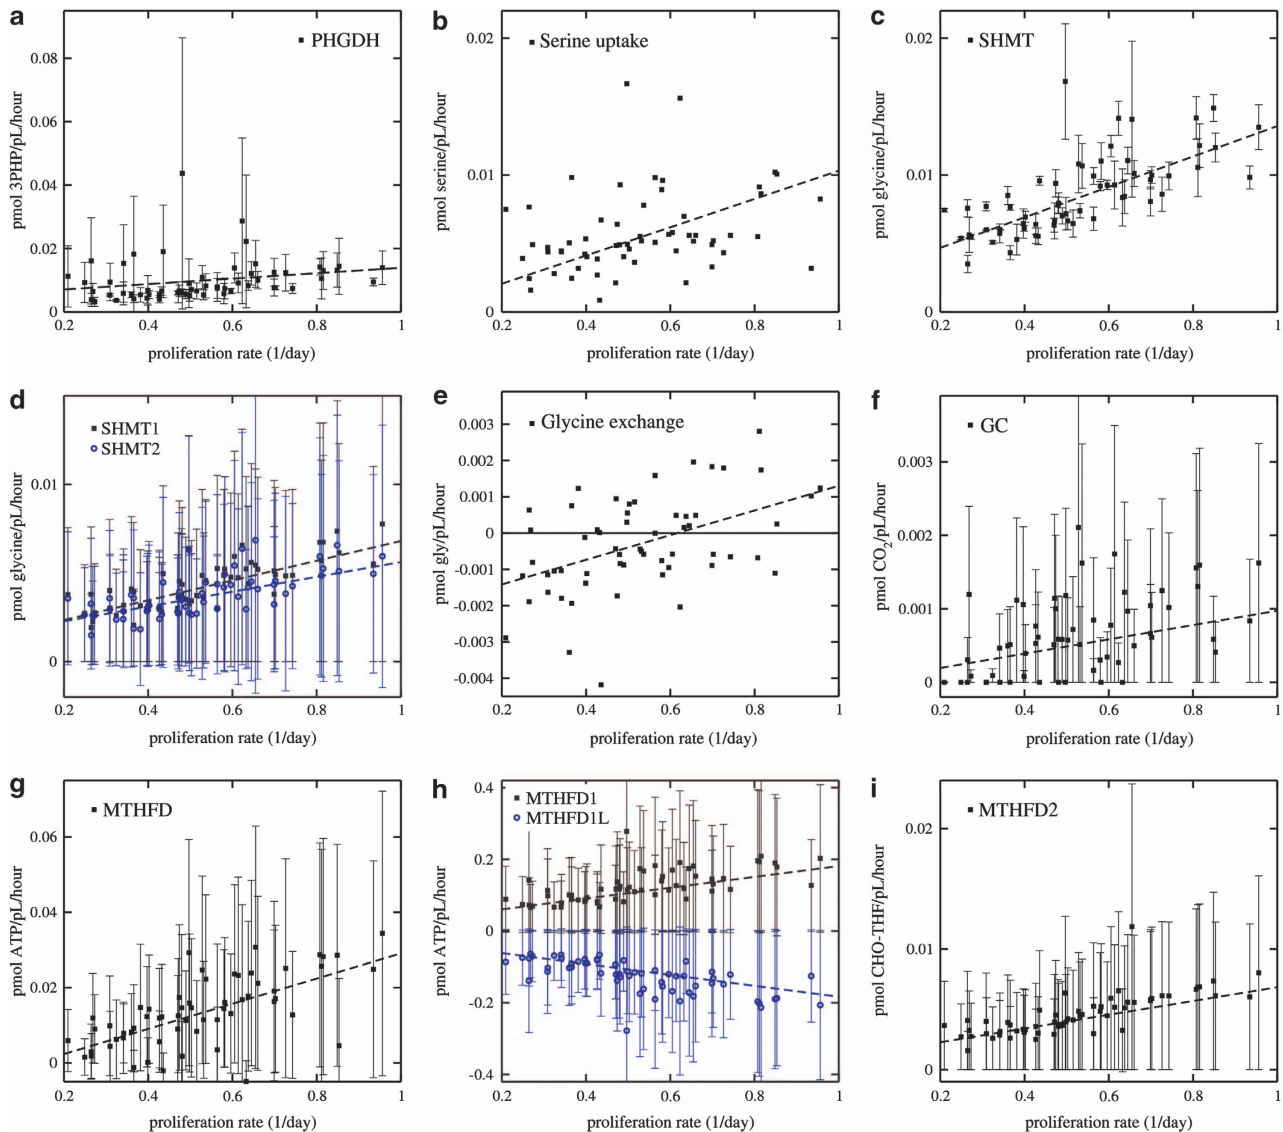 a
PHGDH
pmol 3PHP/pL/hour
0.08
0.06
0.04
0.02
0
0.2 0.4 0.6 0.8 1
proliferation rate (1/day)
b
Serine uptake
pmol serine/pL/hour
0.02
0.01
0
0.2 0.4 0.6 0.8 1
proliferation rate (1/day)
c
SHMT
pmol glycine/pL/hour
0.02
0.01
0
0.2 0.4 0.6 0.8 1
proliferation rate (1/day)
d
SHMT1
SHMT2
pmol glycine/pL/hour
0.01
0
0.2 0.4 0.6 0.8 1
proliferation rate (1/day)
e
Glycine exchange
pmol gly/pL/hour
0.003
0.002
0.001
0
-0.001
-0.002
-0.003
-0.004
0.2 0.4 0.6 0.8 1
proliferation rate (1/day)
f
GC
pmol CO2/pL/hour
0.003
0.002
0.001
0
0.2 0.4 0.6 0.8 1
proliferation rate (1/day)
g
MTHFD
pmol ATP/pL/hour
0.06
0.04
0.02
0
0.2 0.4 0.6 0.8 1
proliferation rate (1/day)
h
MTHFD1
MTHFD1L
pmol ATP/pL/hour
0.4
0.2
0
-0.2
-0.4
0.2 0.4 0.6 0.8 1
proliferation rate (1/day)
i
MTHFD2
pmol CHO-THF/pL/hour
0.02
0.01
0
0.2 0.4 0.6 0.8 1
proliferation rate (1/day)